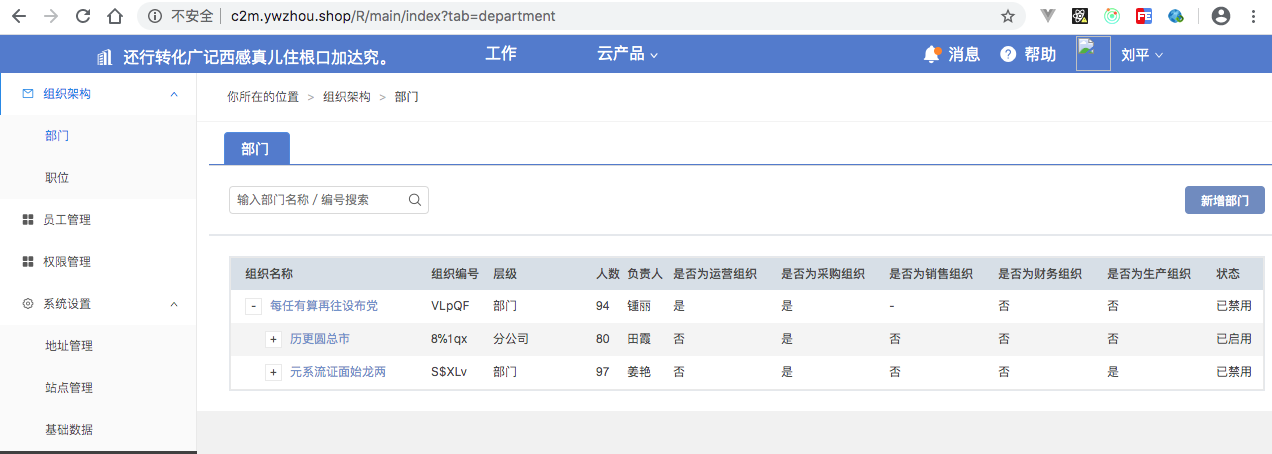 不安全 c2m.ywzhou.shop/R/main/index?tab=department
还行转化广记西感真儿住根口加达究。 工作 云产品 消息 帮助 刘平
组织架构
部门
职位
员工管理
权限管理
系统设置
地址管理
站点管理
基础数据
你所在的位置 > 组织架构 > 部门
部门
输入部门名称 / 编号搜索 新增部门
组织名称 组织编号 层级 人数 负责人 是否为运营组织 是否为采购组织 是否为销售组织 是否为财务组织 是否为生产组织 状态
- 每任有算再往设布党 VLpQF 部门 94 锺丽 是 是 - 否 否 已禁用
+ 历更圆总市 8%1qx 分公司 80 田霞 否 是 否 否 否 已启用
+ 元系流证面始龙两 S$XLv 部门 97 姜艳 否 是 否 否 是 已禁用